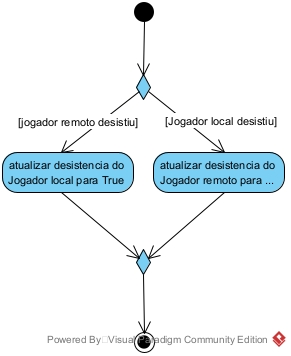 [jogador remoto desistiu]
[Jogador local desistiu]
atualizar desistencia do
Jogador local para True
atualizar desistencia do
Jogador remoto para ...
Powered By Visual Paradigm Community Edition